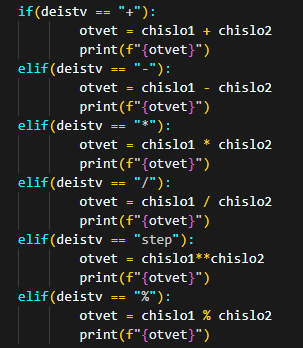 if(deistv == "+"):
        otvet = chislo1 + chislo2
        print(f"{otvet}")
elif(deistv == "-"):
        otvet = chislo1 - chislo2
        print(f"{otvet}")
elif(deistv == "*"):
        otvet = chislo1 * chislo2
        print(f"{otvet}")
elif(deistv == "/"):
        otvet = chislo1 / chislo2
        print(f"{otvet}")
elif(deistv == "step"):
        otvet = chislo1**chislo2
        print(f"{otvet}")
elif(deistv == "%"):
        otvet = chislo1 % chislo2
        print(f"{otvet}")